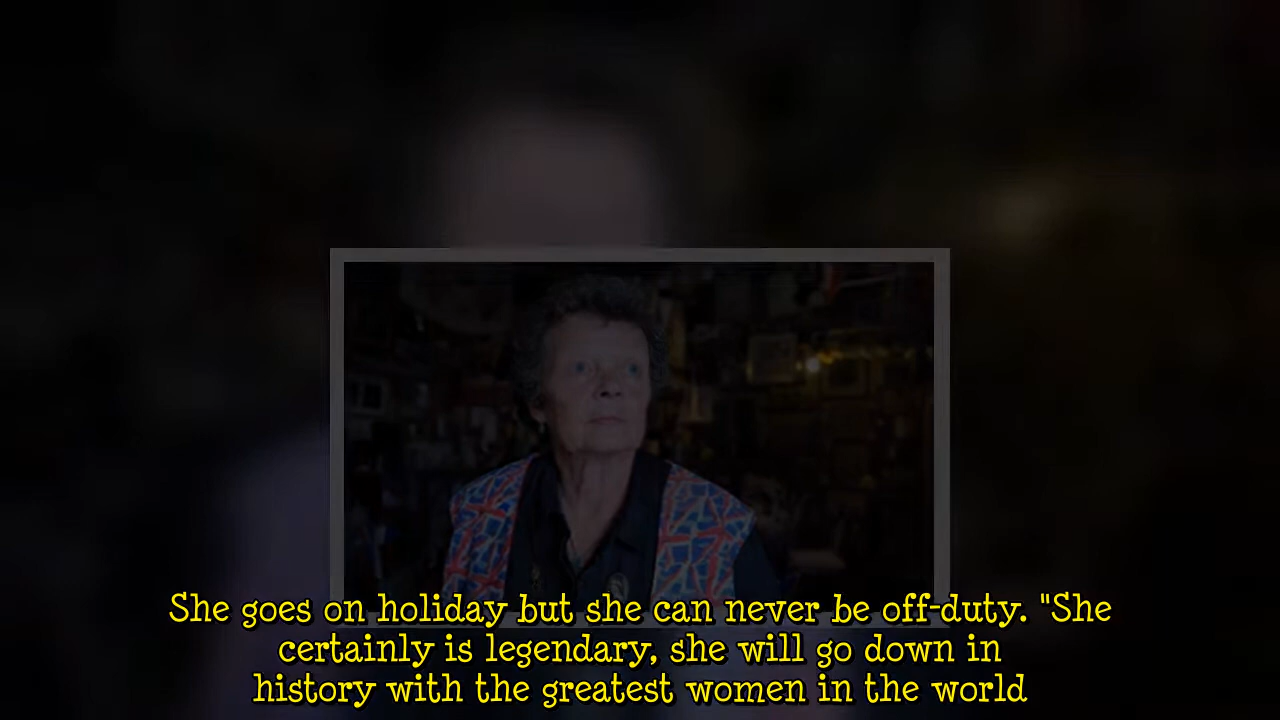 She goes on holiday but she can never be off-duty. "She
certainly is legendary, she will go down in
history with the greatest women in the world